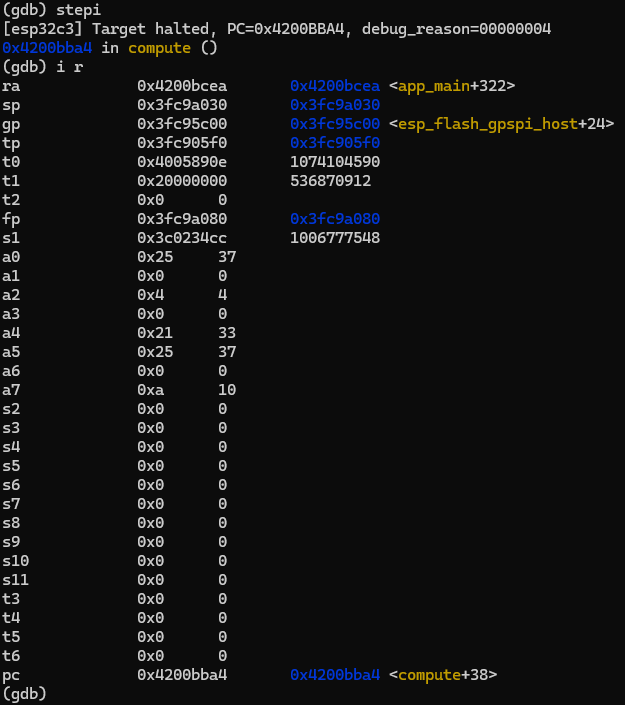 (gdb) stepi
[esp32c3] Target halted, PC=0x4200BBA4, debug_reason=00000004
0x4200bba4 in compute ()
(gdb) i r
ra             0x4200bcea       0x4200bcea <app_main+322>
sp             0x3fc9a030       0x3fc9a030
gp             0x3fc95c00       0x3fc95c00 <esp_flash_gpspi_host+24>
tp             0x3fc905f0       0x3fc905f0
t0             0x4005890e       1074104590
t1             0x20000000       536870912
t2             0x0      0
fp             0x3fc9a080       0x3fc9a080
s1             0x3c0234cc       1006777548
a0             0x25     37
a1             0x0      0
a2             0x4      4
a3             0x0      0
a4             0x21     33
a5             0x25     37
a6             0x0      0
a7             0xa      10
s2             0x0      0
s3             0x0      0
s4             0x0      0
s5             0x0      0
s6             0x0      0
s7             0x0      0
s8             0x0      0
s9             0x0      0
s10            0x0      0
s11            0x0      0
t3             0x0      0
t4             0x0      0
t5             0x0      0
t6             0x0      0
pc             0x4200bba4       0x4200bba4 <compute+38>
(gdb)